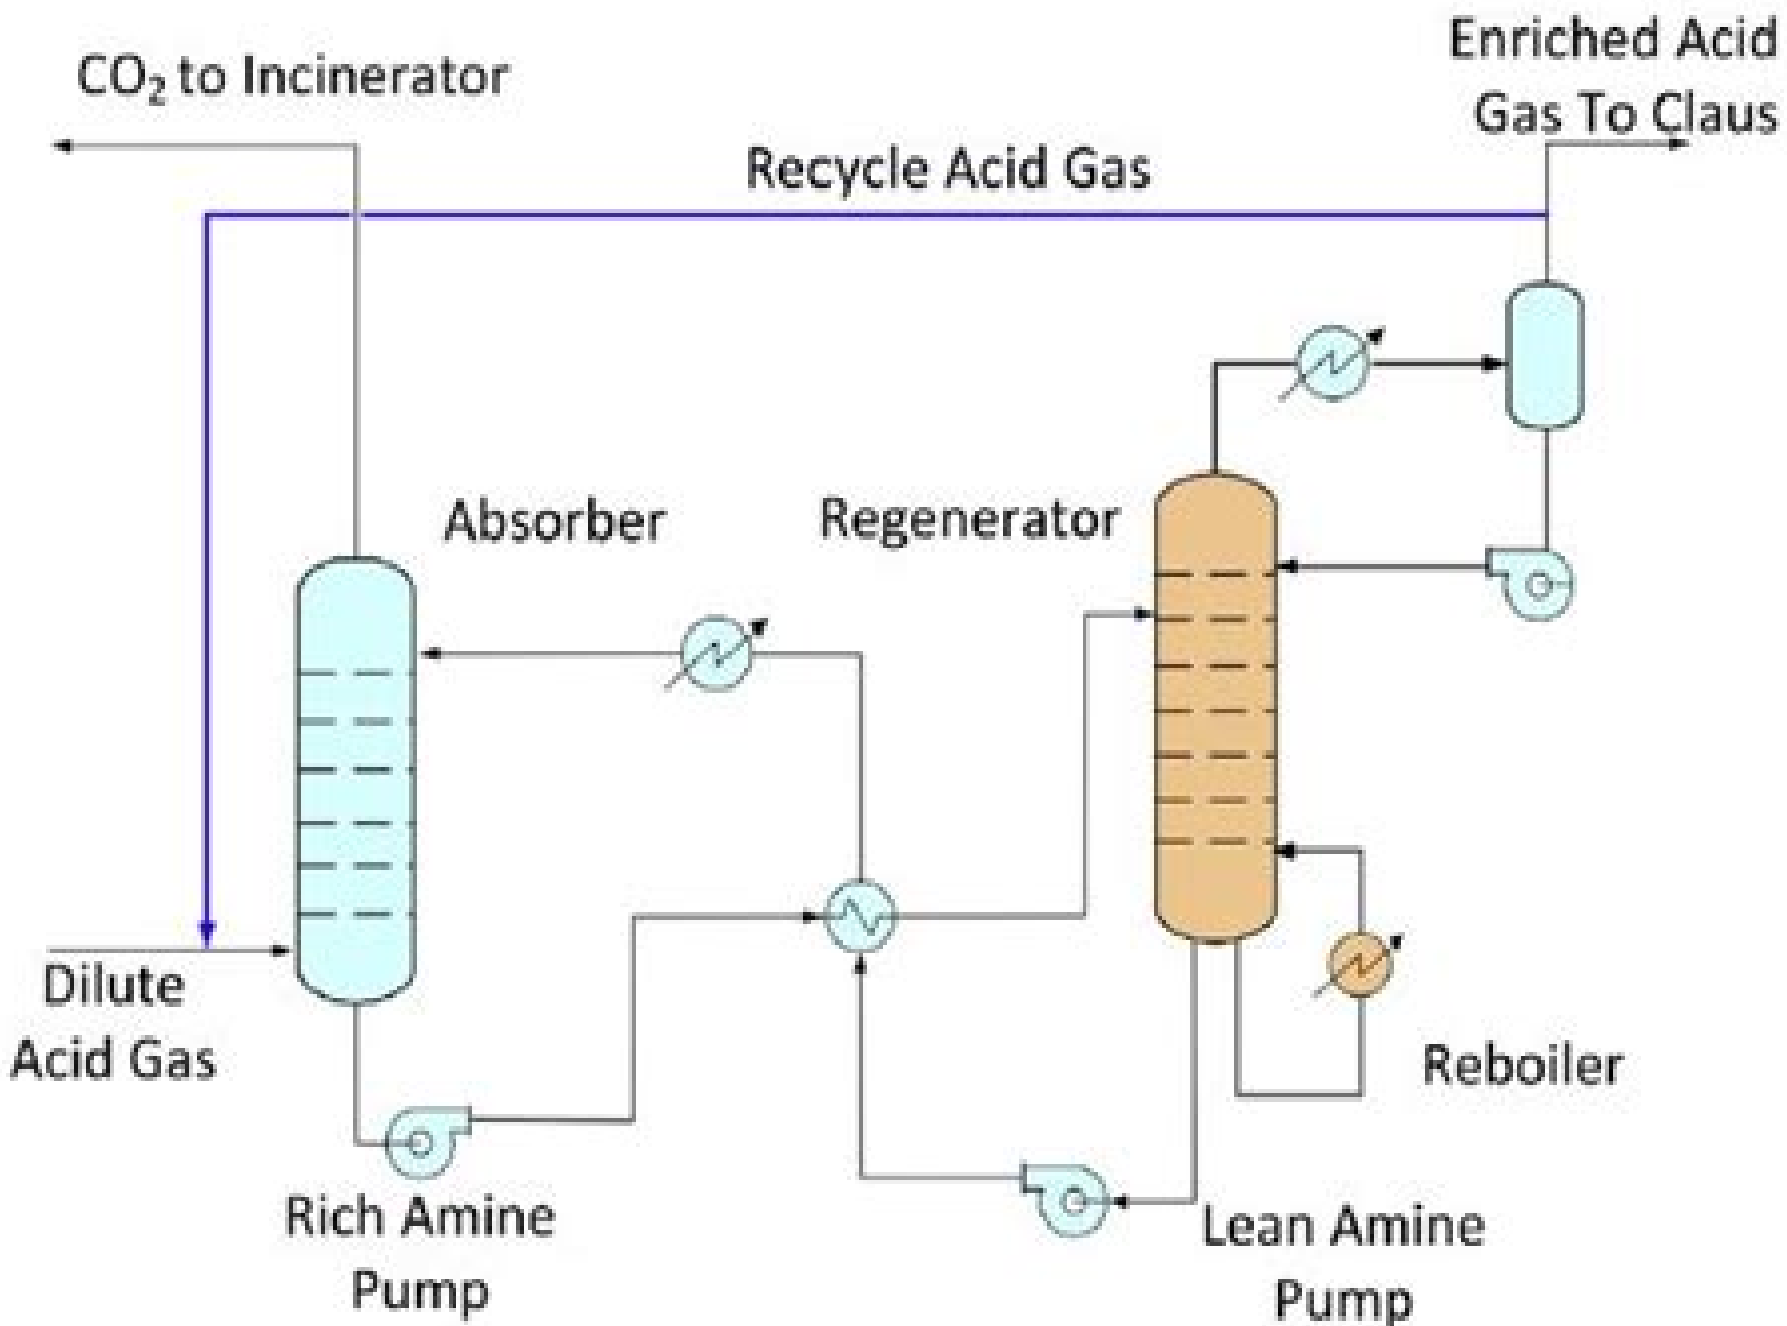 CO₂ to Incinerator
Enriched Acid
Gas To Claus
Recycle Acid Gas
Absorber
Regenerator
Dilute
Acid Gas
Reboiler
Rich Amine
Pump
Lean Amine
Pump